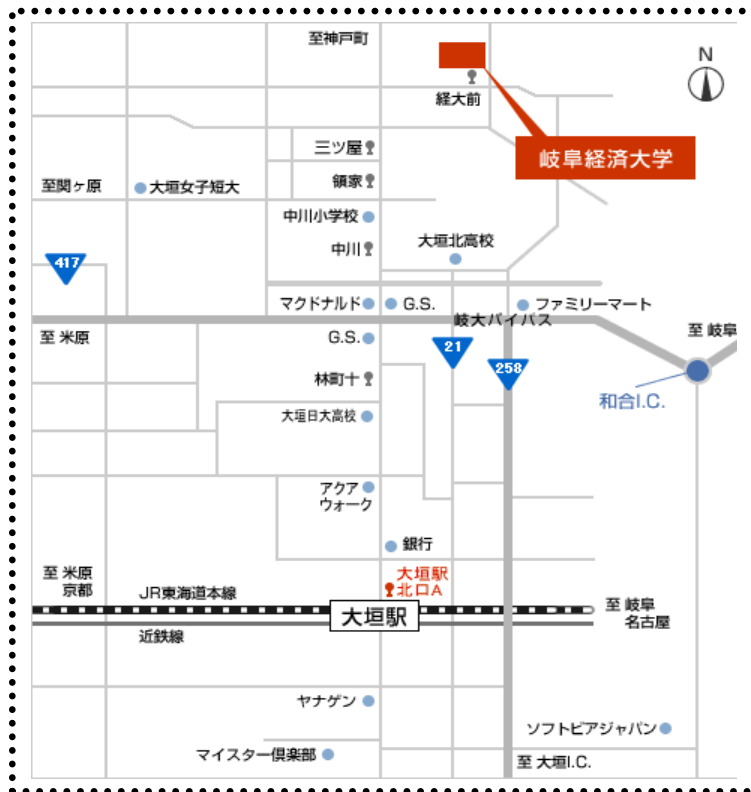 至神戸町
N
経大前
岐阜経済大学
三ツ屋
領家
至関ヶ原
大垣女子短大
中川小学校
中川
大垣北高校
417
マクドナルド
G.S.
ファミリーマート
岐大バイパス
至 米原
G.S.
21
258
至 岐阜
林町十
和合I.C.
大垣日大高校
アクア
ウォーク
銀行
至 米原
京都
JR東海道本線
大垣駅
北口A
大垣駅
至 岐阜
名古屋
近鉄線
ヤナゲン
ソフトピアジャパン
マイスター倶楽部
至 大垣I.C.